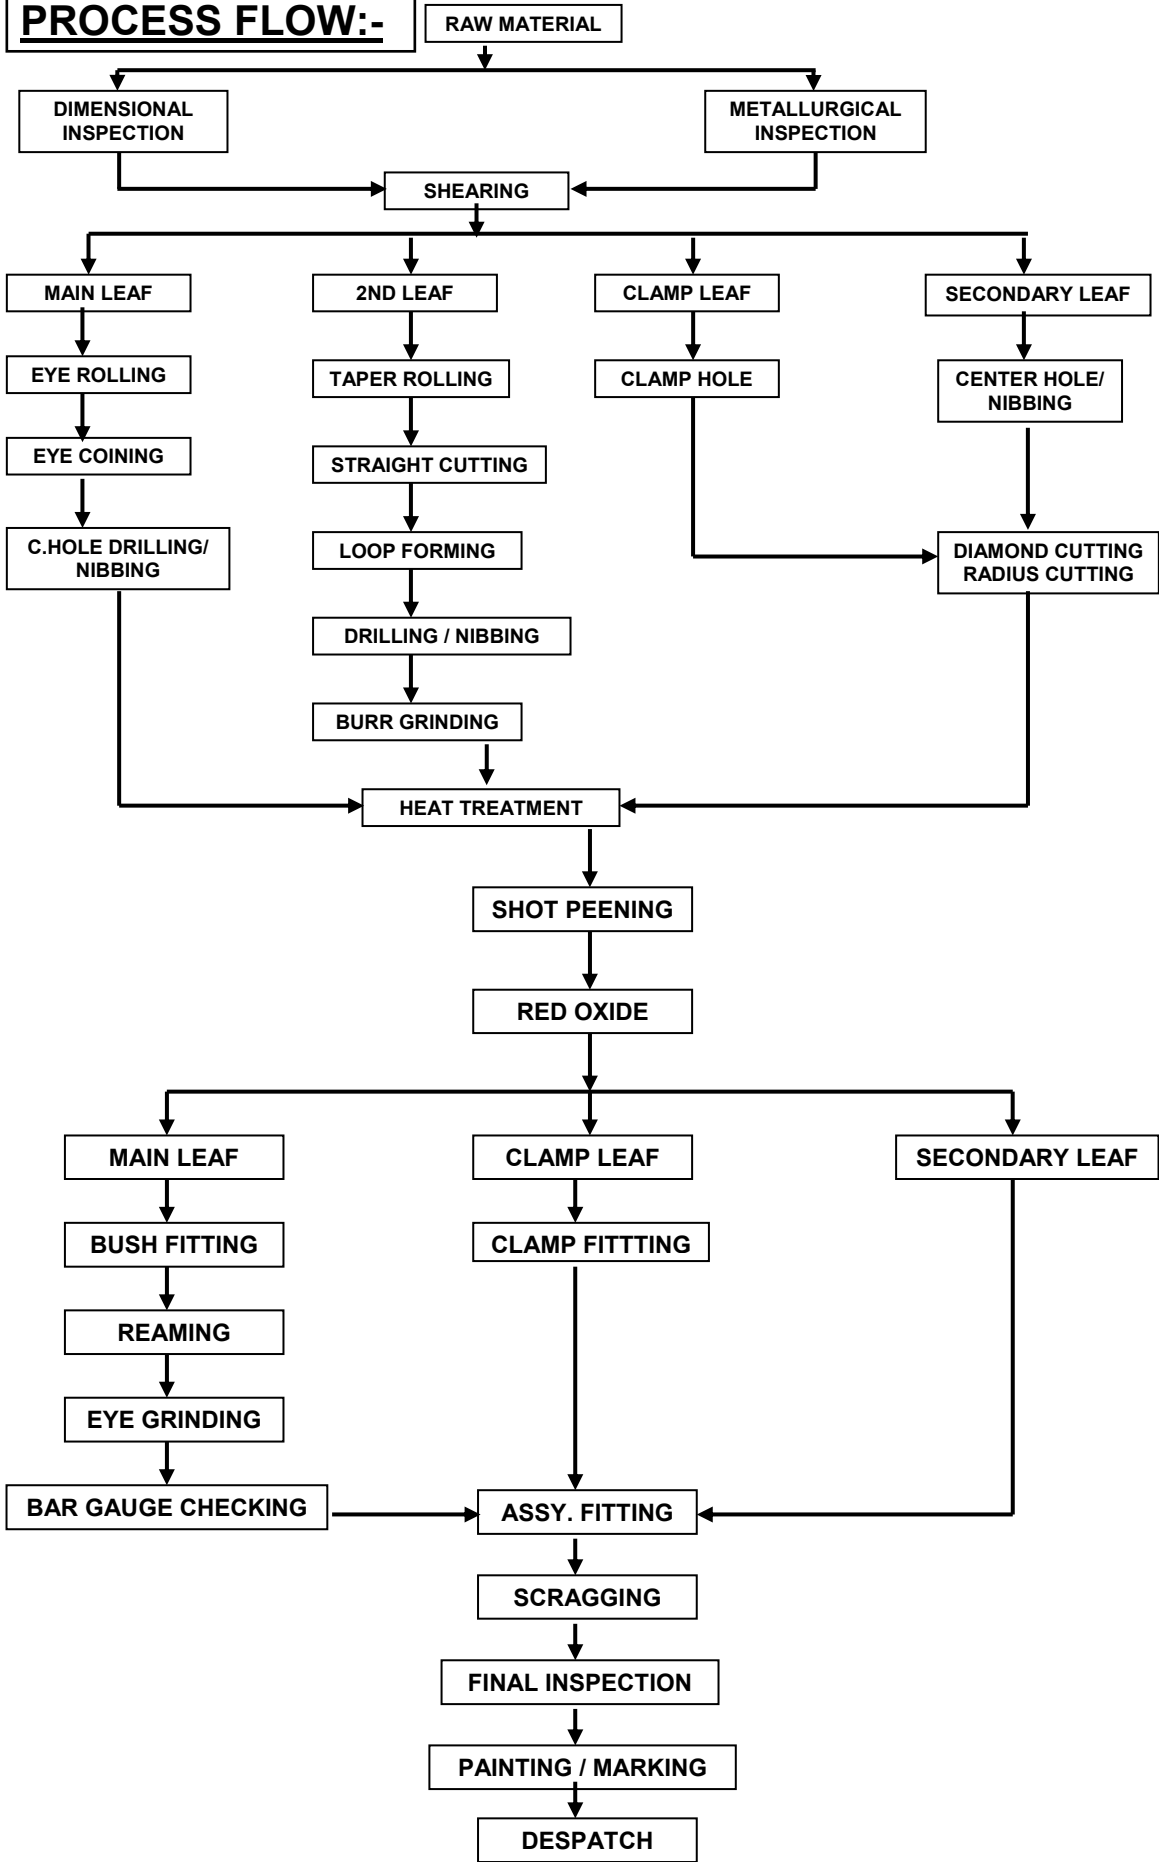 PROCESS FLOW:-
RAW MATERIAL
DIMENSIONAL
INSPECTION
METALLURGICAL
INSPECTION
SHEARING
MAIN LEAF
2ND LEAF
CLAMP LEAF
SECONDARY LEAF
EYE ROLLING
TAPER ROLLING
CLAMP HOLE
CENTER HOLE/
NIBBING
EYE COINING
STRAIGHT CUTTING
C.HOLE DRILLING/
NIBBING
LOOP FORMING
DIAMOND CUTTING
RADIUS CUTTING
DRILLING / NIBBING
BURR GRINDING
HEAT TREATMENT
SHOT PEENING
RED OXIDE
MAIN LEAF
CLAMP LEAF
SECONDARY LEAF
BUSH FITTING
CLAMP FITTTING
REAMING
EYE GRINDING
BAR GAUGE CHECKING
ASSY. FITTING
SCRAGGING
FINAL INSPECTION
PAINTING / MARKING
DESPATCH